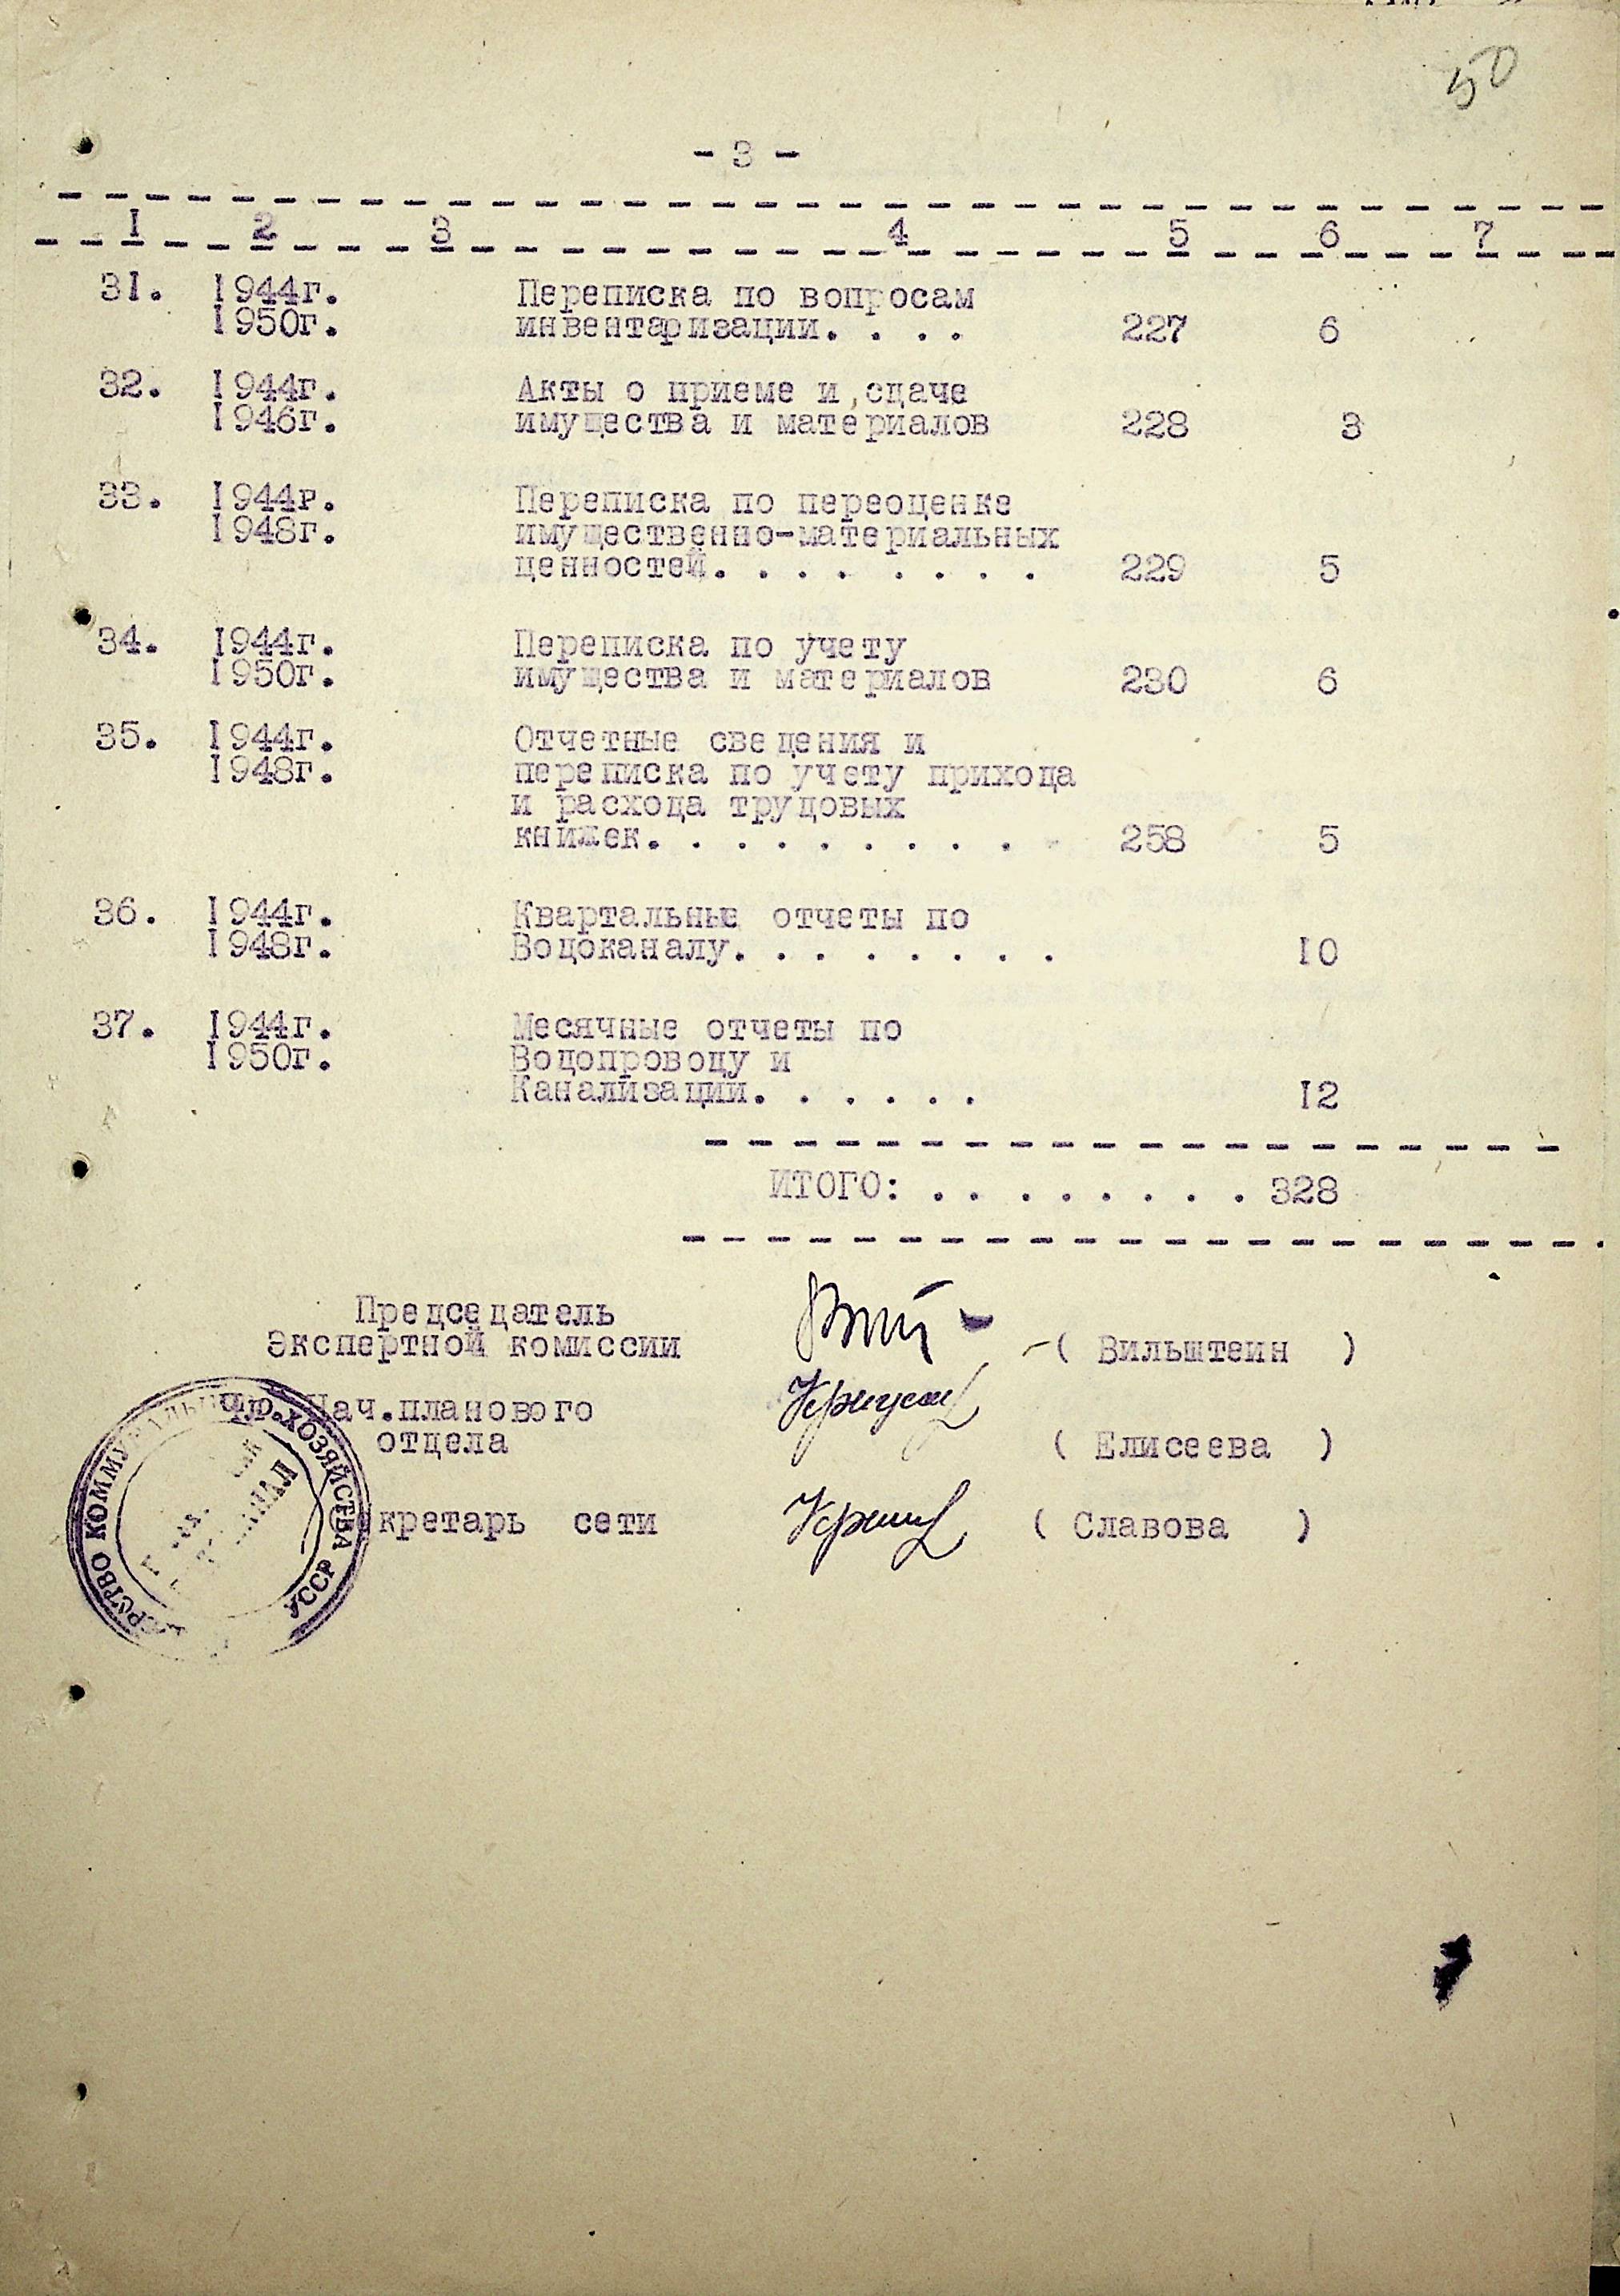 50
- 3 -
1 2 3 4 5 6 7
31. 1944г. Переписка по вопросам
1950г. инвентаризации. . . . 227 6
32. 1944г. Акты о приеме и сдаче
1946г. имущества и материалов 228 3
33. 1944г. Переписка по переоценке
1948г. имущественно-материальных
ценностей. . . . . . . . 229 5
34. 1944г. Переписка по учету
1950г. имущества и материалов 230 6
35. 1944г. Отчетные сведения и
1948г. переписка по учету прихода
и расхода трудовых
книжек. . . . . . . . . . 258 5
36. 1944г. Квартальные отчеты по
1948г. Водоканалу. . . . . . . . 10
37. 1944г. Месячные отчеты по
1950г. Водопроводу и
Канализации. . . . . . 12
ИТОГО: . . . . . . . . 328
Председатель
Экспертной комиссии ( Вильштеин )
Нач.планового
отдела ( Елисеева )
кретарь сети ( Славова )
КОММУНАЛЬН ХОЗЯЙСТВА УССР